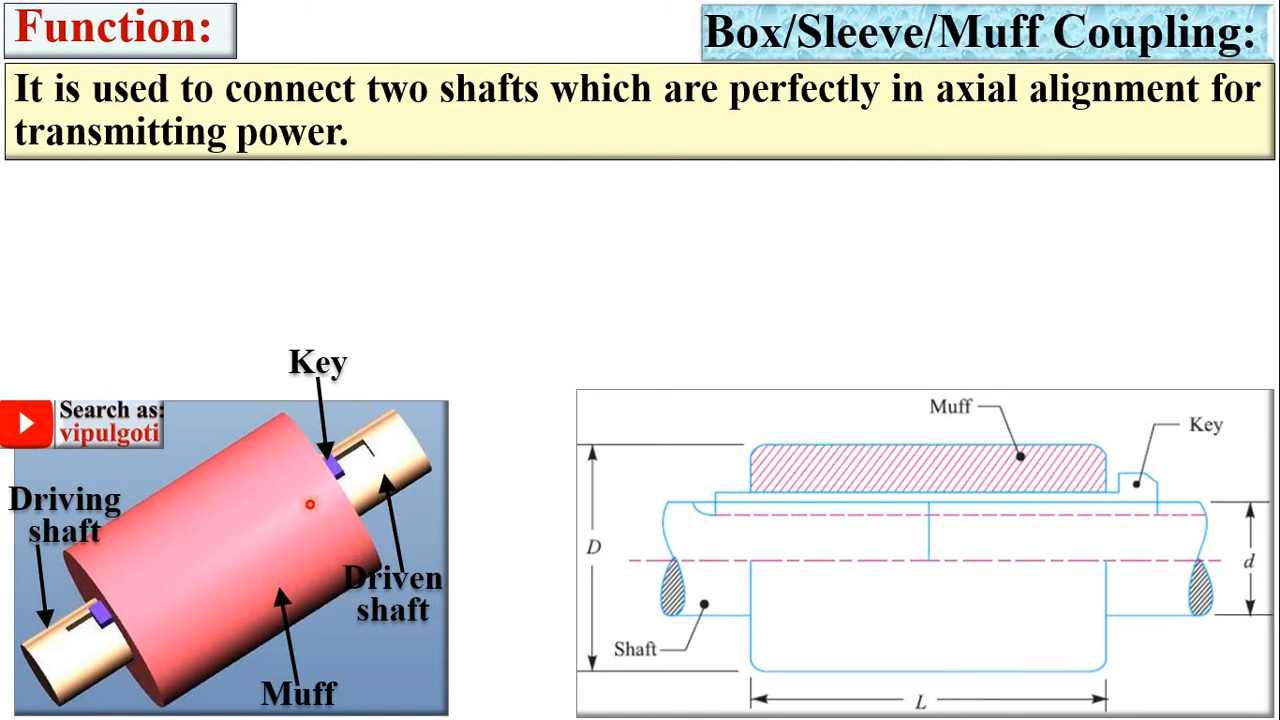 Function:
Box/Sleeve/Muff Coupling:
It is used to connect two shafts which are perfectly in axial alignment for
transmitting power.
Key
Search as:
vipulgoti
Driving
shaft
Driven
shaft
Muff
Muff
Key
D
d
Shaft
L